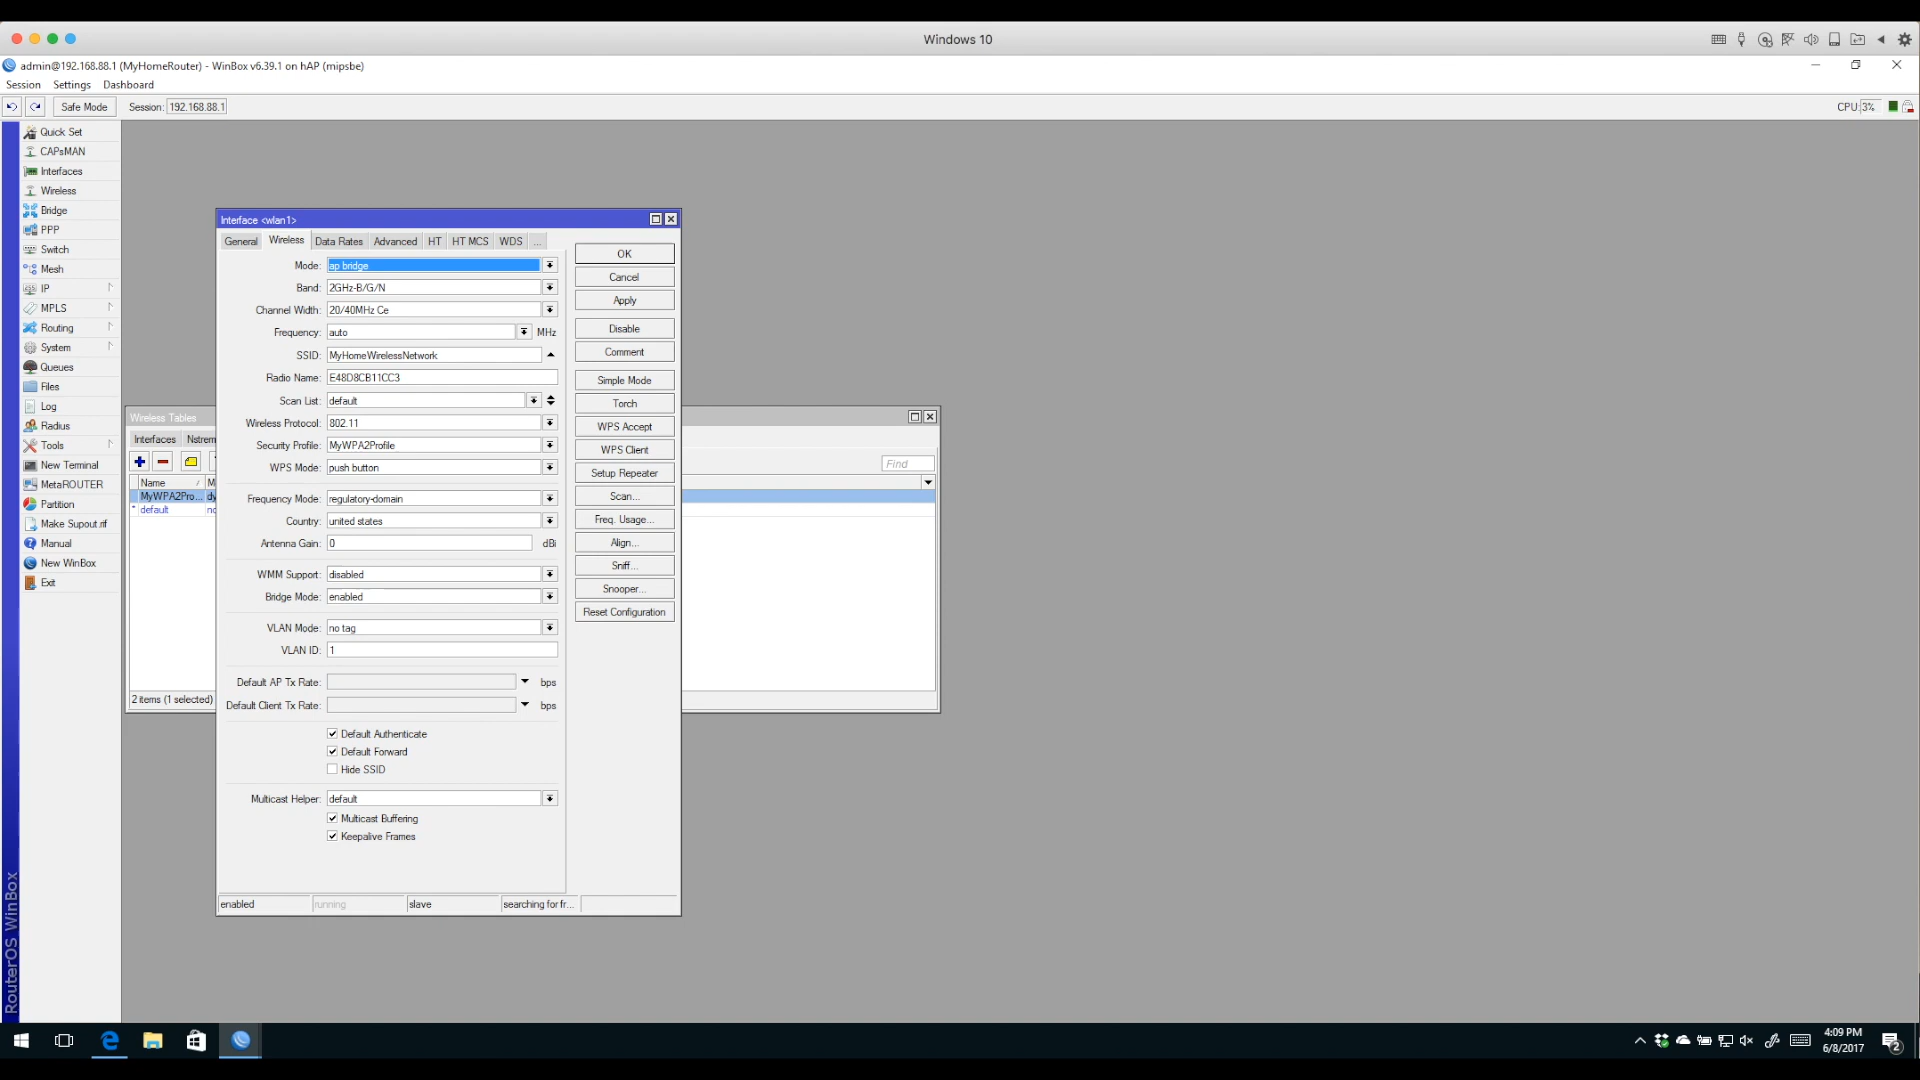 Windows 10
admin@192.168.88.1 (MyHomeRouter) - WinBox v6.39.1 on hAP (mipsbe)
Session Settings Dashboard
Safe Mode Session: 192.168.88.1 CPU: 3%
Quick Set
CAPsMAN
Interfaces
Wireless
Bridge
PPP
Switch
Mesh
IP
MPLS
Routing
System
Queues
Files
Log
Radius
Tools
New Terminal
MetaROUTER
Partition
Make Supout.rif
Manual
New WinBox
Exit
RouterOS WinBox
Interface <wlan1>
General Wireless Data Rates Advanced HT HT MCS WDS ...
Mode: ap bridge
Band: 2GHz-B/G/N
Channel Width: 20/40MHz Ce
Frequency: auto MHz
SSID: MyHomeWirelessNetwork
Radio Name: E48D8CB11CC3
Scan List: default
Wireless Protocol: 802.11
Security Profile: MyWPA2Profile
WPS Mode: push button
Frequency Mode: regulatory-domain
Country: united states
Antenna Gain: 0 dBi
WMM Support: disabled
Bridge Mode: enabled
VLAN Mode: no tag
VLAN ID: 1
Default AP Tx Rate: bps
Default Client Tx Rate: bps
Default Authenticate
Default Forward
Hide SSID
Multicast Helper: default
Multicast Buffering
Keepalive Frames
enabled running slave searching for fr...
OK
Cancel
Apply
Disable
Comment
Simple Mode
Torch
WPS Accept
WPS Client
Setup Repeater
Scan...
Freq. Usage...
Align...
Sniff...
Snooper...
Reset Configuration
Wireless Tables
Interfaces Nstrem
Find
Name / M
MyWPA2Pro... dy
* default no
2 items (1 selected)
4:09 PM
6/8/2017
2